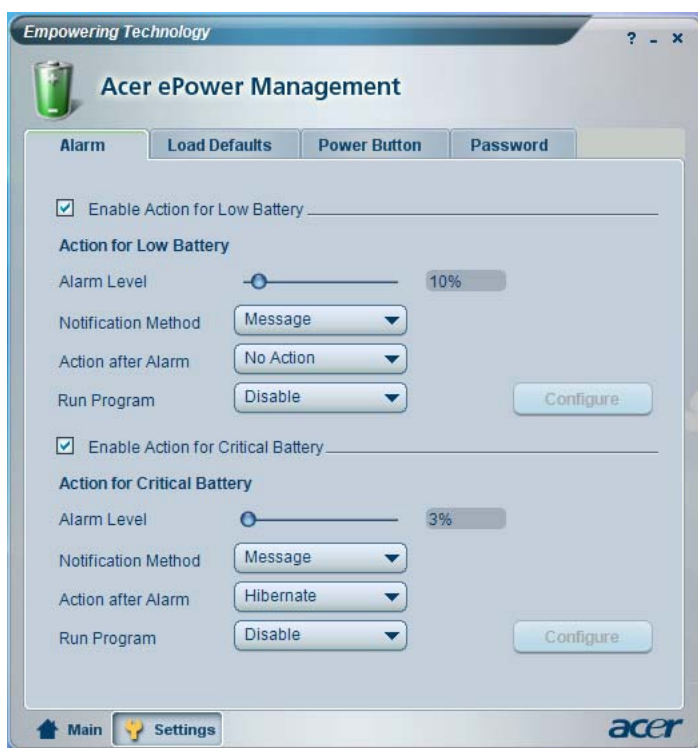 Empowering Technology
? - x
Acer ePower Management
Alarm Load Defaults Power Button Password
Enable Action for Low Battery
Action for Low Battery
Alarm Level 10%
Notification Method Message
Action after Alarm No Action
Run Program Disable Configure
Enable Action for Critical Battery
Action for Critical Battery
Alarm Level 3%
Notification Method Message
Action after Alarm Hibernate
Run Program Disable Configure
Main Settings acer